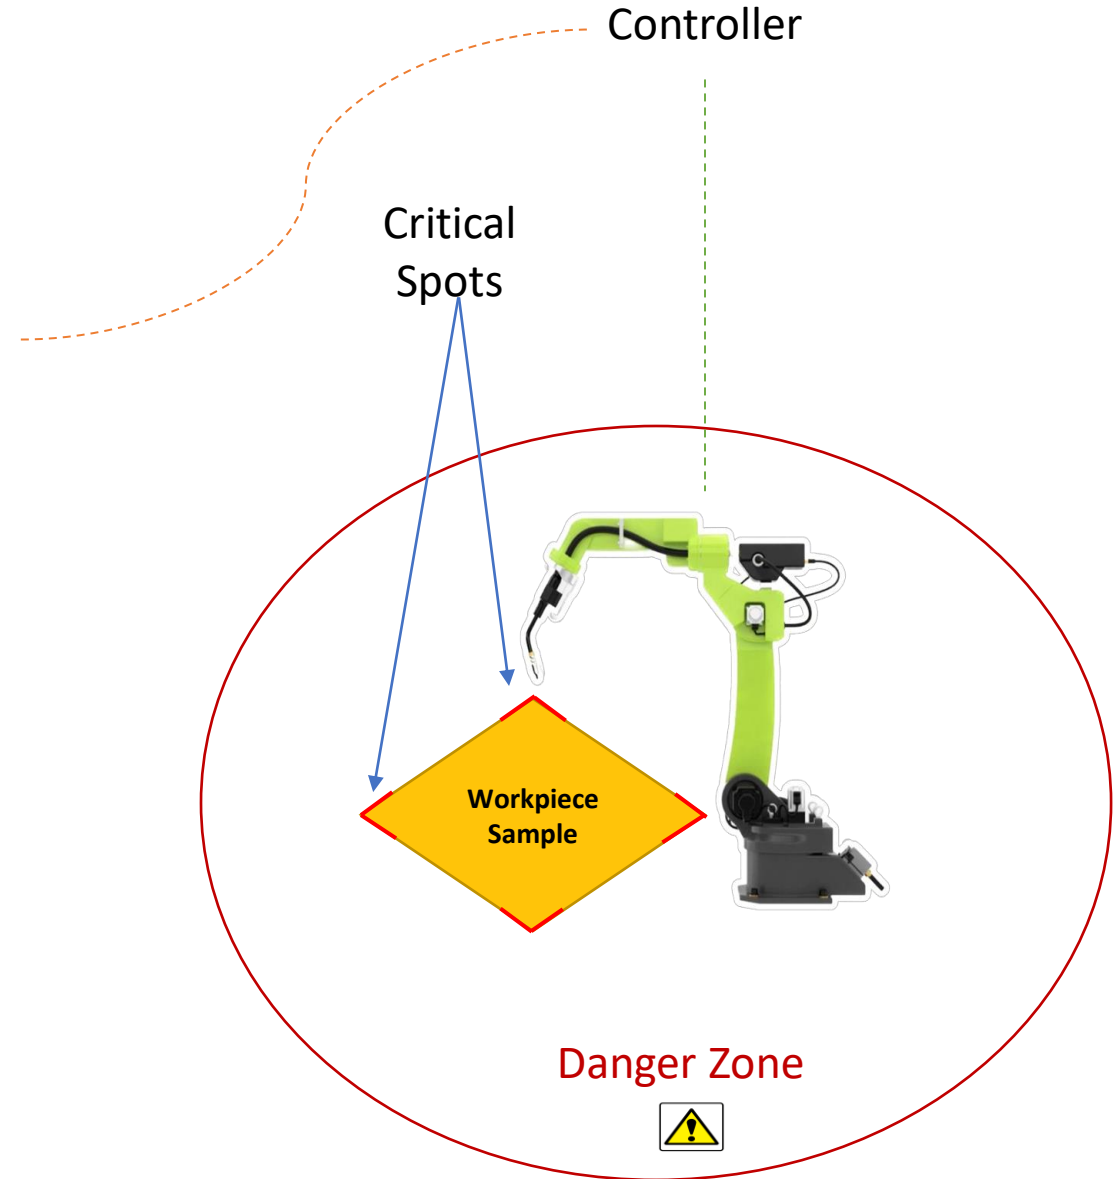 Controller
Critical
Spots
Workpiece
Sample
Danger Zone